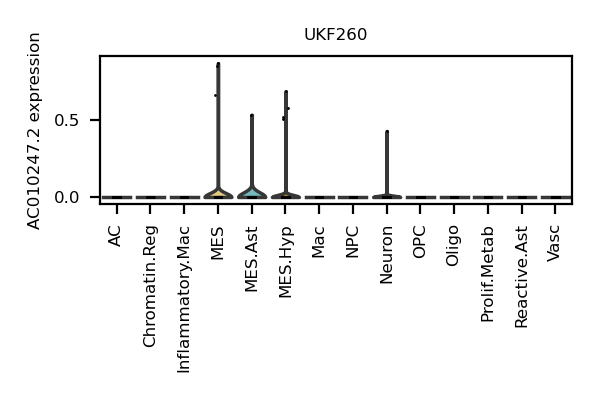 UKF260
AC010247.2 expression
0.5
0.0
AC
Chromatin.Reg
Inflammatory.Mac
MES
MES.Ast
MES.Hyp
Mac
NPC
Neuron
OPC
Oligo
Prolif.Metab
Reactive.Ast
Vasc